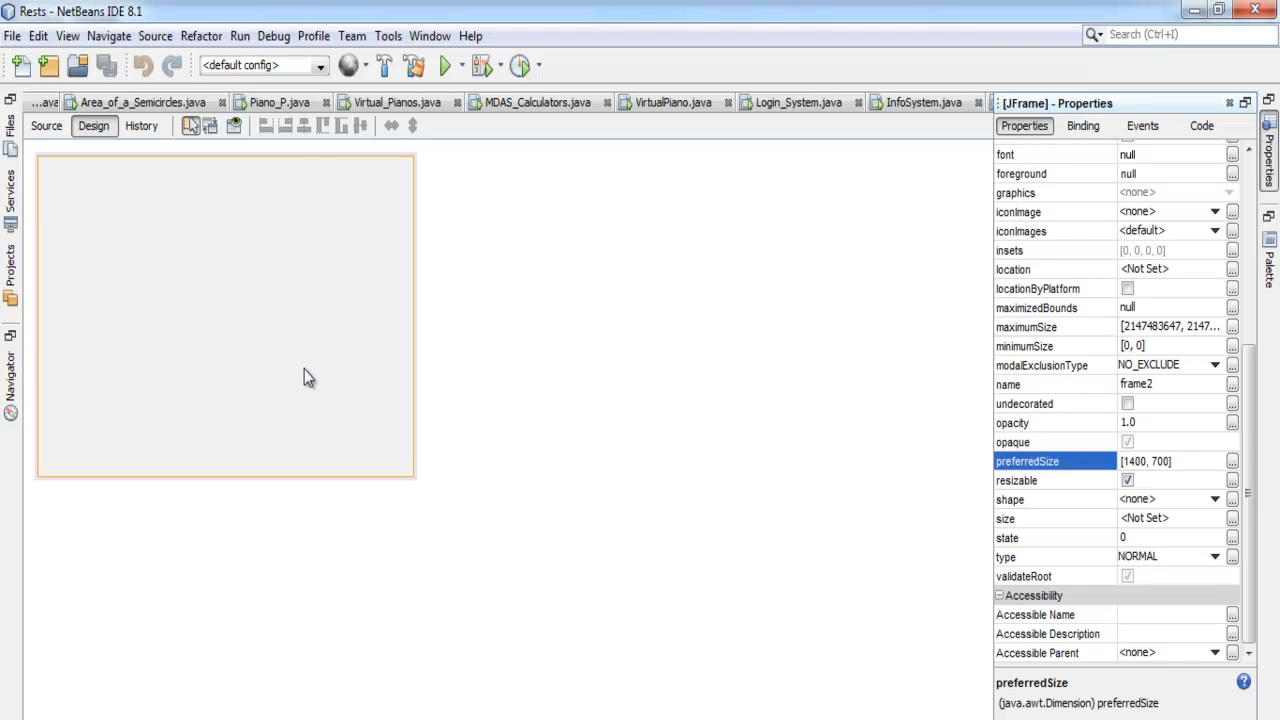 Rests - NetBeans IDE 8.1
File Edit View Navigate Source Refactor Run Debug Profile Team Tools Window Help
Search (Ctrl+I)
<default config>
...ava Area_of_a_Semicircles.java Piano_P.java Virtual_Pianos.java MDAS_Calculators.java VirtualPiano.java Login_System.java InfoSystem.java
[JFrame] - Properties
Source Design History
Properties Binding Events Code
font null
foreground null
graphics <none>
iconImage <none>
iconImages <default>
insets [0, 0, 0, 0]
location <Not Set>
locationByPlatform
maximizedBounds null
maximumSize [2147483647, 2147...
minimumSize [0, 0]
modalExclusionType NO_EXCLUDE
name frame2
undecorated
opacity 1.0
opaque
preferredSize [1400, 700]
resizable
shape <none>
size <Not Set>
state 0
type NORMAL
validateRoot
Accessibility
Accessible Name
Accessible Description
Accessible Parent <none>
preferredSize
(java.awt.Dimension) preferredSize
Files
Services
Projects
Navigator
Properties
Palette